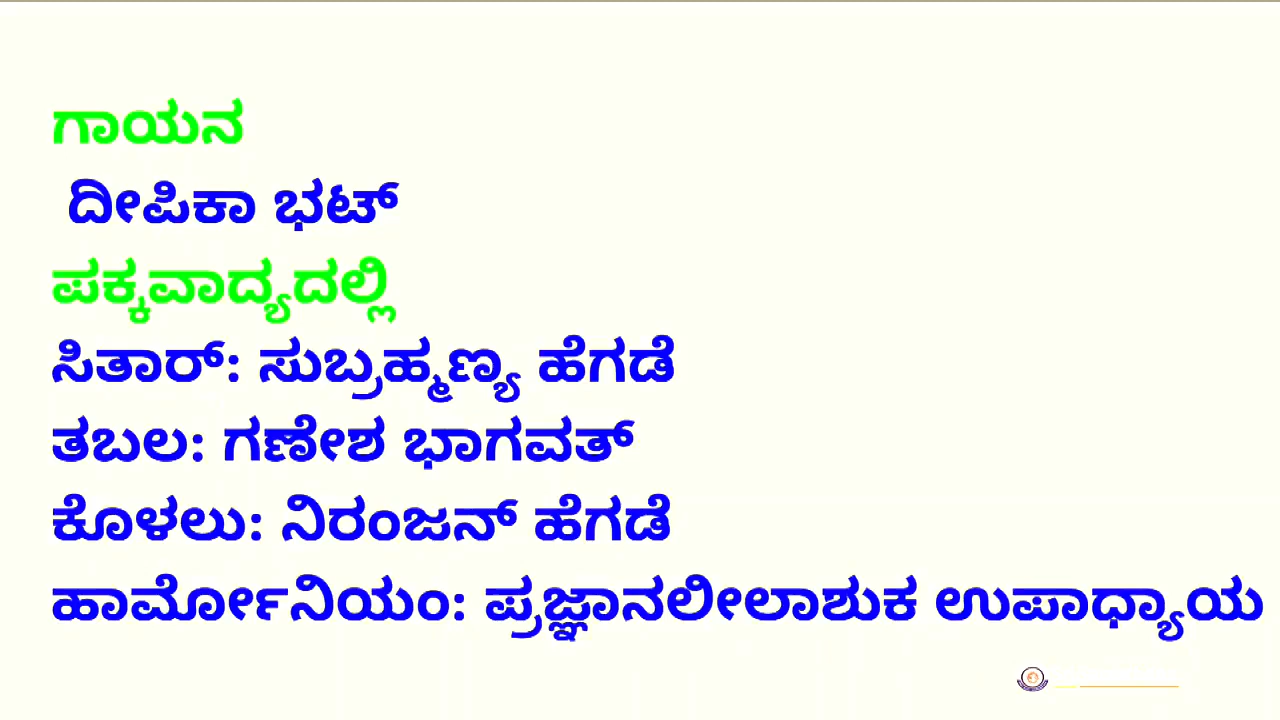 ಗಾಯನ
ದೀಪಿಕಾ ಭಟ್
ಪಕ್ಕವಾದ್ಯದಲ್ಲಿ
ಸಿತಾರ್: ಸುಬ್ರಹ್ಮಣ್ಯ ಹೆಗಡೆ
ತಬಲ: ಗಣೇಶ ಭಾಗವತ್
ಕೊಳಲು: ನಿರಂಜನ್ ಹೆಗಡೆ
ಹಾರ್ಮೋನಿಯಂ: ಪ್ರಜ್ಞಾನಲೀಲಾಶುಕ ಉಪಾಧ್ಯಾಯ